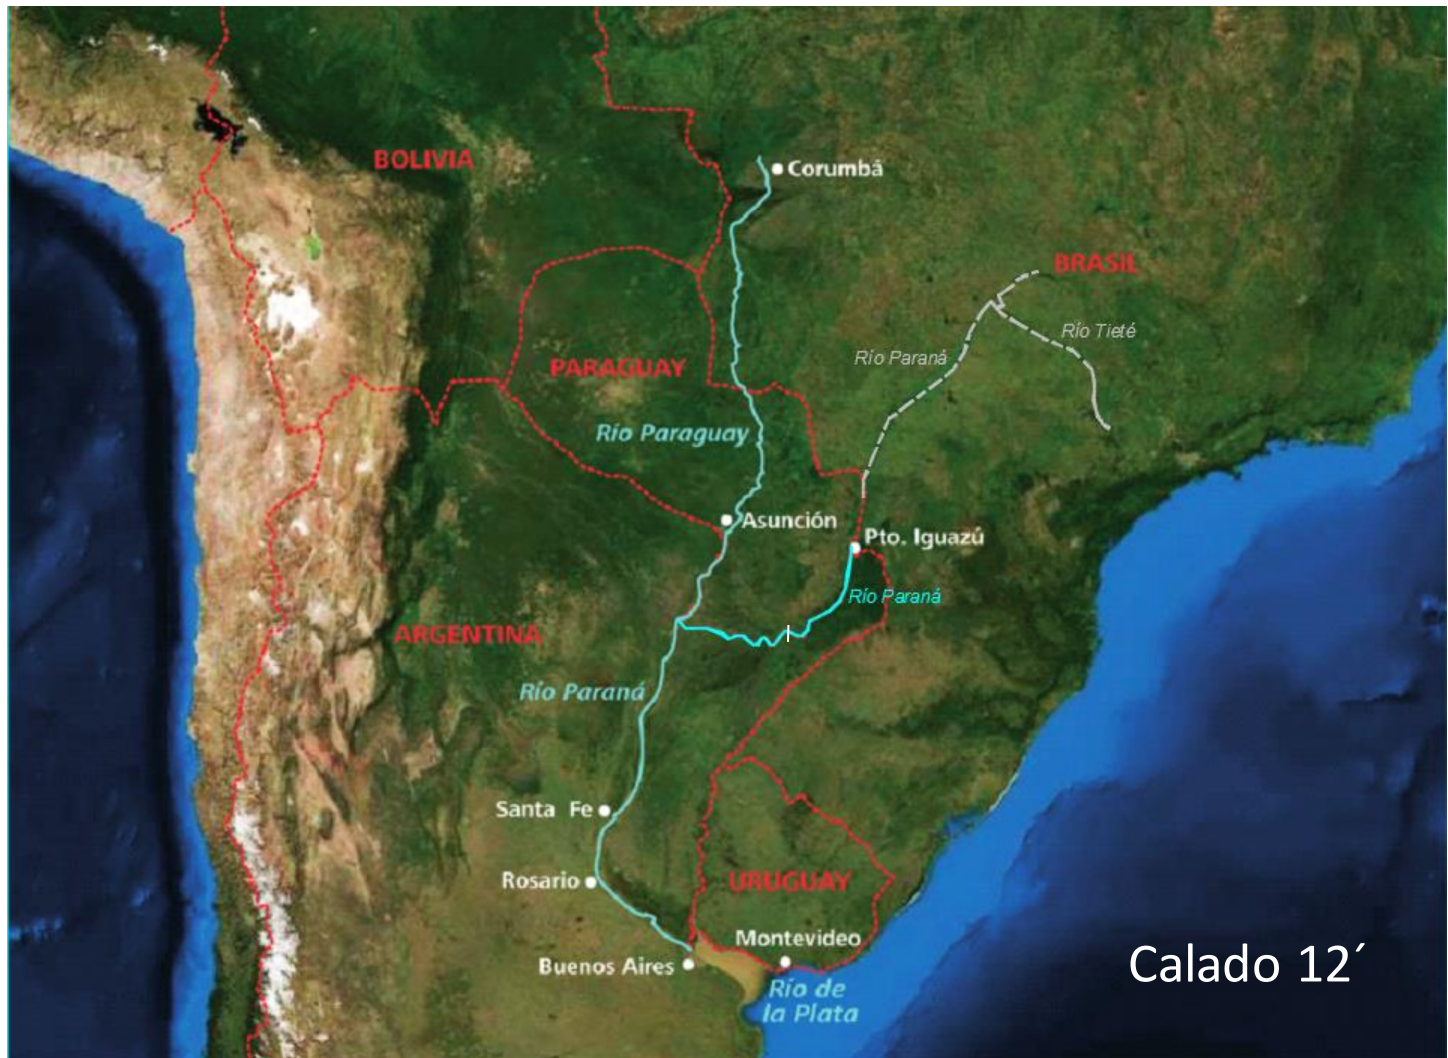 BOLIVIA
Corumbá
BRASIL
Río Tieté
Río Paraná
PARAGUAY
Río Paraguay
Asunción
Pto. Iguazú
Río Paraná
ARGENTINA
Río Paraná
Santa Fe
Rosario
URUGUAY
Montevideo
Buenos Aires
Río de
la Plata
Calado 12´